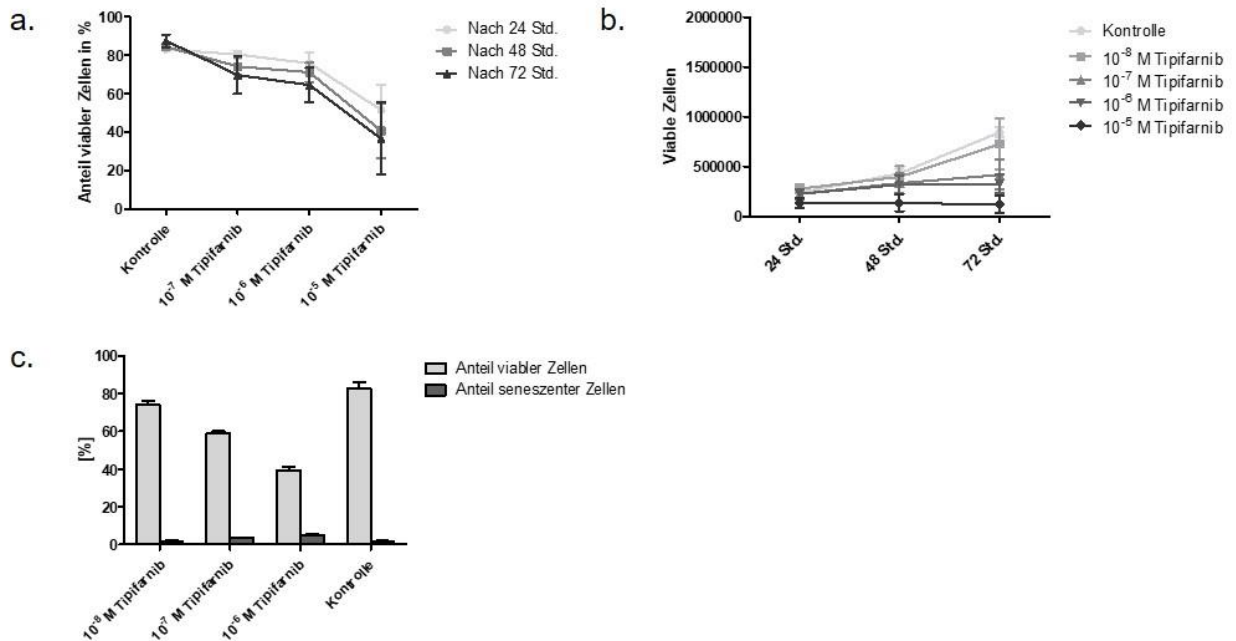 a.
Anteil viabler Zellen in %
100
80
60
40
20
0
Kontrolle
10⁻⁷ M Tipifarnib
10⁻⁶ M Tipifarnib
10⁻⁵ M Tipifarnib
Nach 24 Std.
Nach 48 Std.
Nach 72 Std.
b.
Viable Zellen
2000000
1500000
1000000
500000
0
24 Std.
48 Std.
72 Std.
Kontrolle
10⁻⁸ M Tipifarnib
10⁻⁷ M Tipifarnib
10⁻⁶ M Tipifarnib
10⁻⁵ M Tipifarnib
c.
[%]
100
80
60
40
20
0
10⁻⁸ M Tipifarnib
10⁻⁷ M Tipifarnib
10⁻⁶ M Tipifarnib
Kontrolle
Anteil viabler Zellen
Anteil seneszenter Zellen